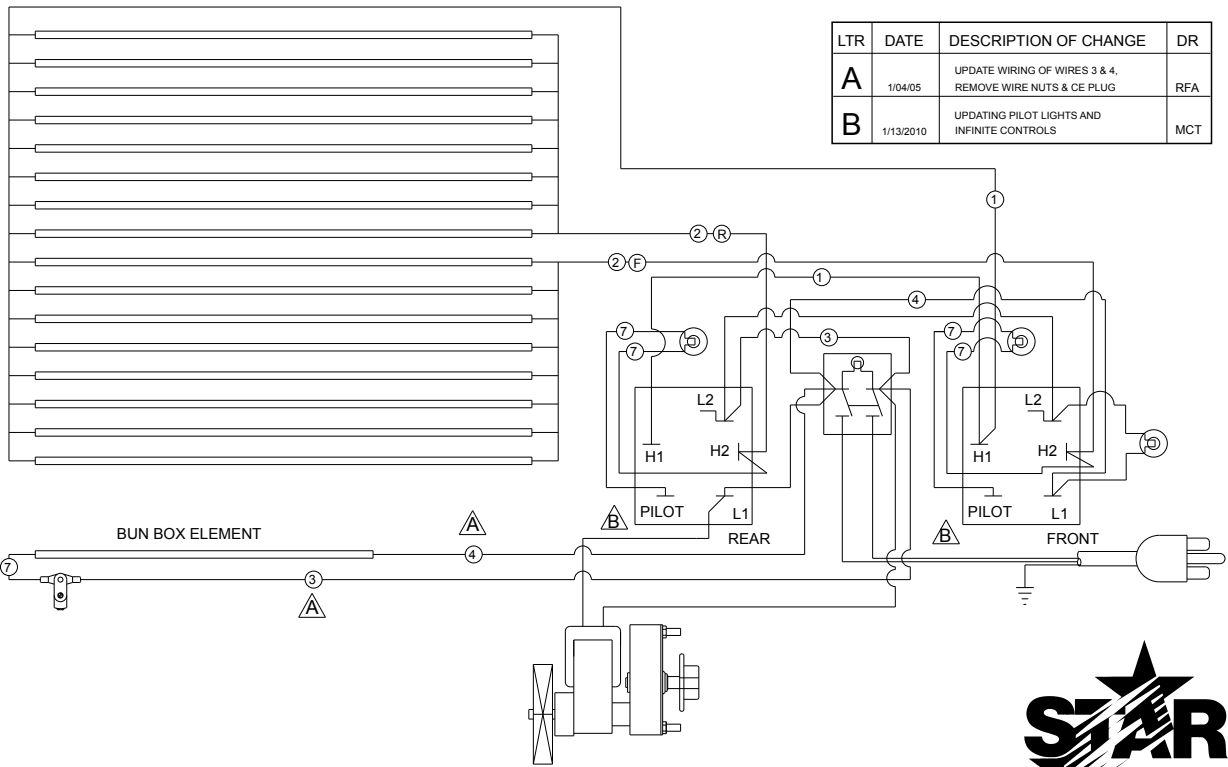 LTR DATE DESCRIPTION OF CHANGE DR
A 1/04/05 UPDATE WIRING OF WIRES 3 & 4, REMOVE WIRE NUTS & CE PLUG RFA
B 1/13/2010 UPDATING PILOT LIGHTS AND INFINITE CONTROLS MCT
1
2 R
2 F
1
4
7
3
7
7
7
L2
L2
H1
H2
H1
H2
PILOT
L1
PILOT
L1
B
REAR
B
FRONT
BUN BOX ELEMENT
A
4
7
3
A
STAR